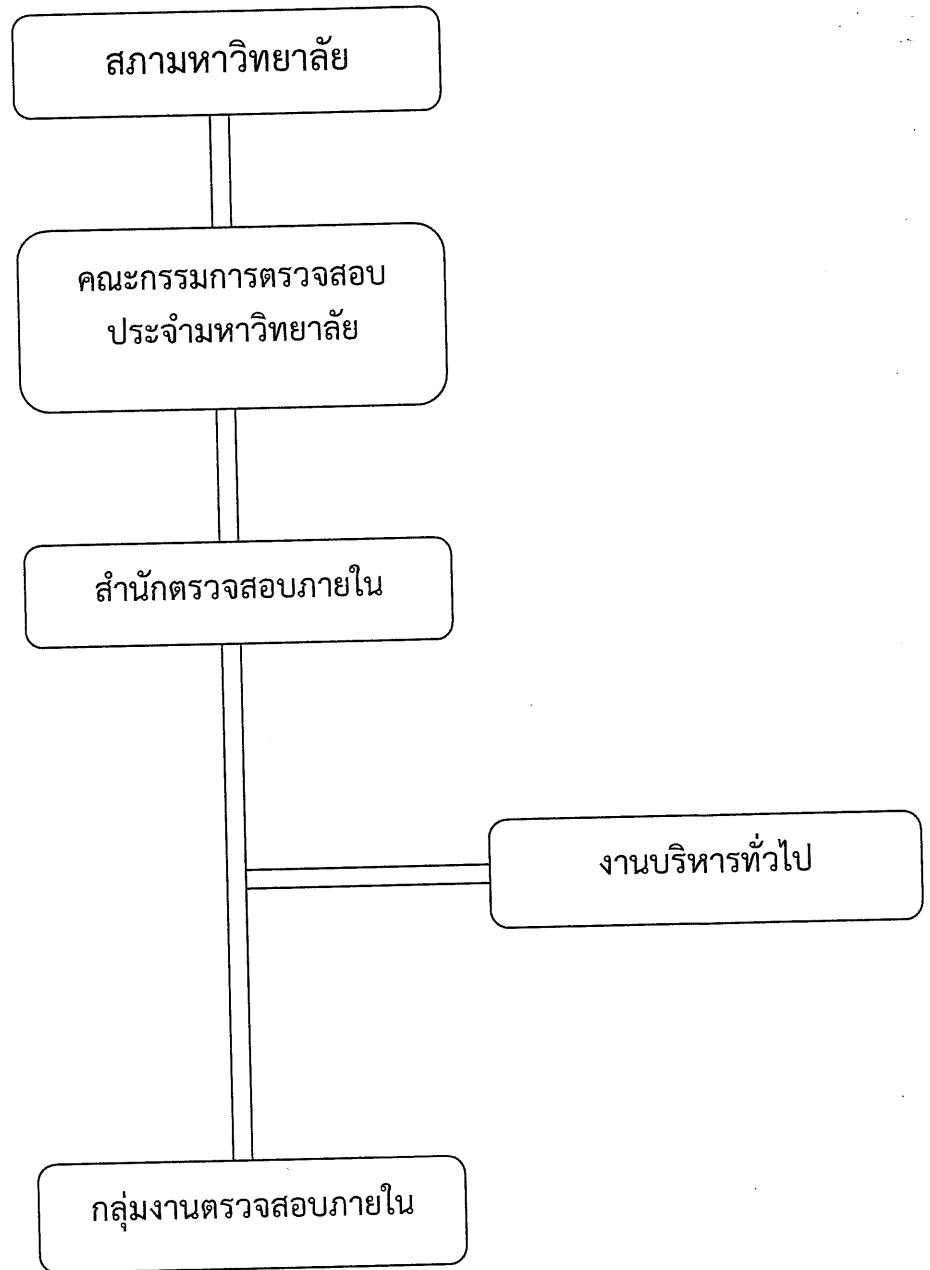 สภามหาวิทยาลัย
คณะกรรมการตรวจสอบ
ประจำมหาวิทยาลัย
สำนักตรวจสอบภายใน
งานบริหารทั่วไป
กลุ่มงานตรวจสอบภายใน